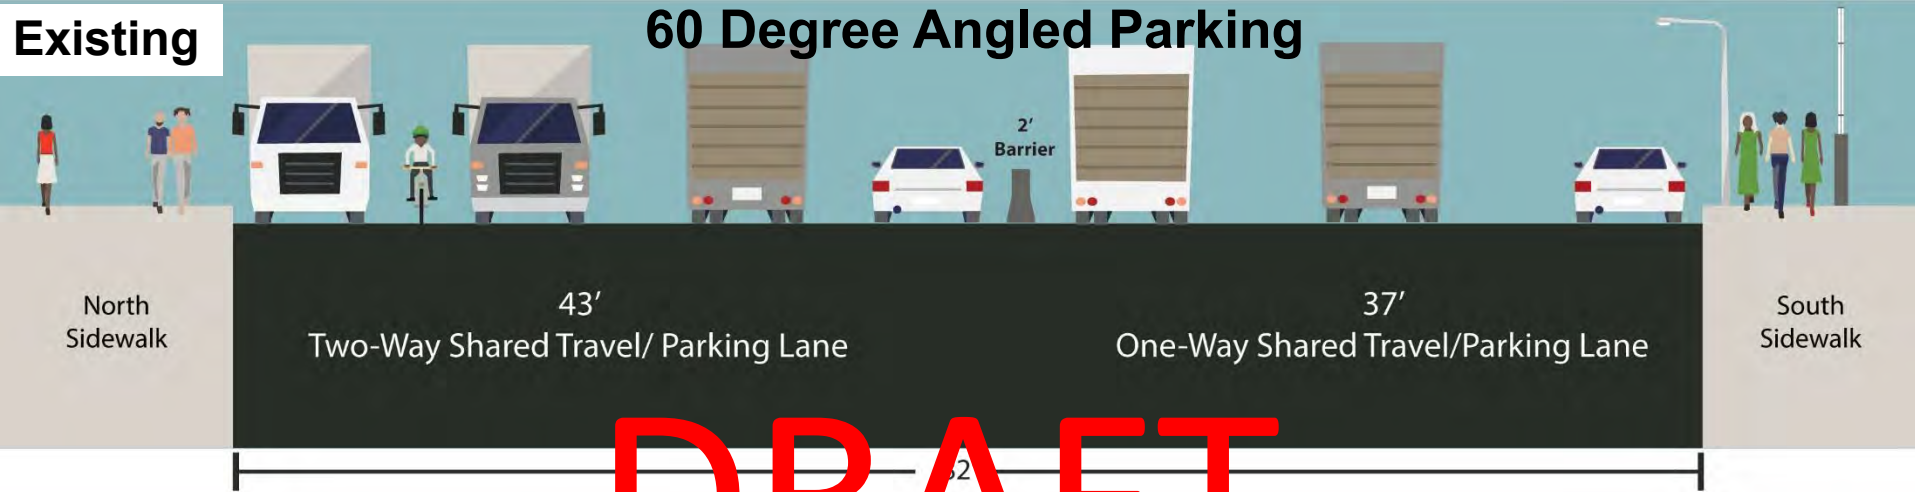 Existing
60 Degree Angled Parking
2’
Barrier
43’
Two-Way Shared Travel/ Parking Lane
37’
One-Way Shared Travel/Parking Lane
North
Sidewalk
South
Sidewalk
DRAFT